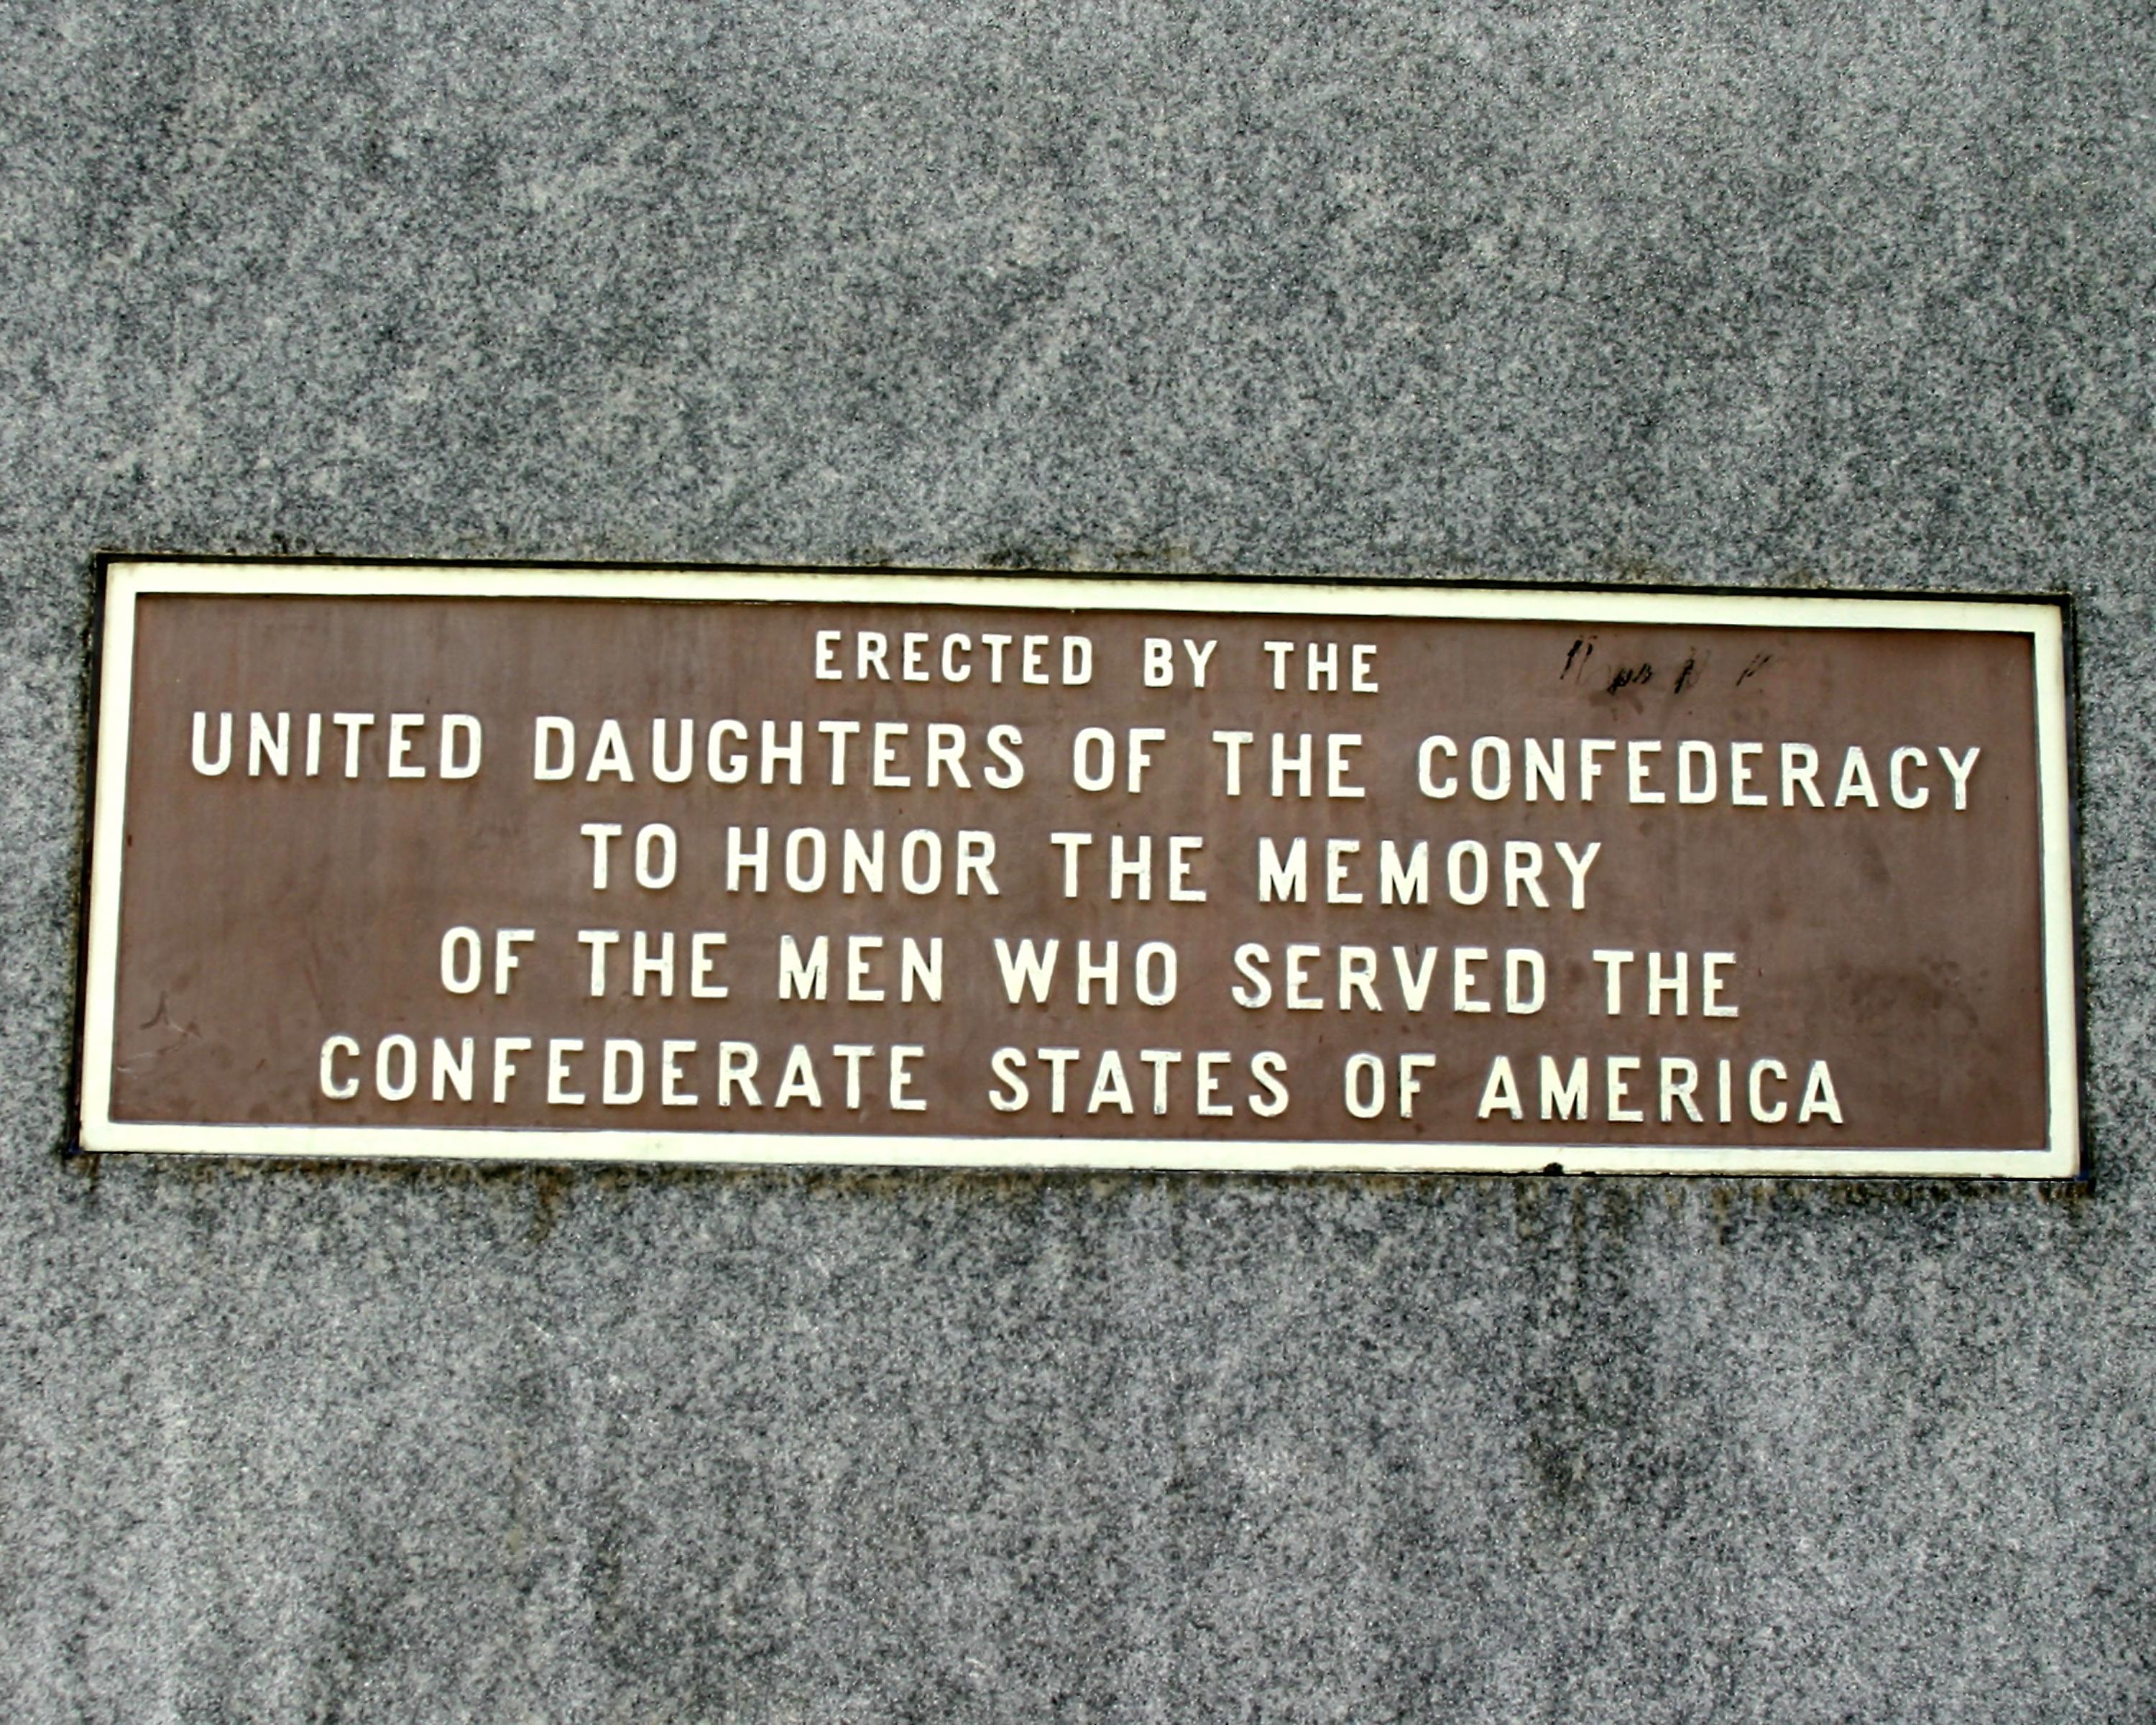 ERECTED BY THE
UNITED DAUGHTERS OF THE CONFEDERACY
TO HONOR THE MEMORY
OF THE MEN WHO SERVED THE
CONFEDERATE STATES OF AMERICA